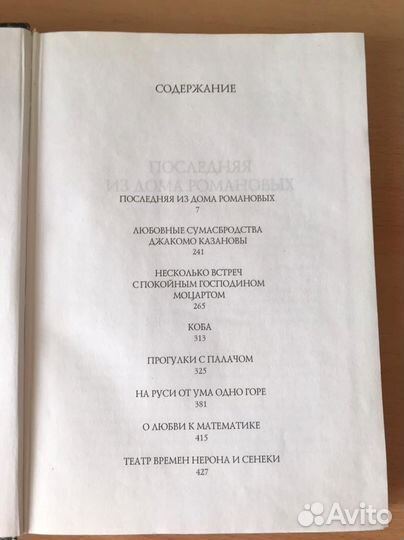 СОДЕРЖАНИЕ
ПОСЛЕДНЯЯ
ИЗ ДОМА РОМАНОВЫХ
ПОСЛЕДНЯЯ ИЗ ДОМА РОМАНОВЫХ
7
ЛЮБОВНЫЕ СУМАСБРОДСТВА
ДЖАКОМО КАЗАНОВЫ
241
НЕСКОЛЬКО ВСТРЕЧ
С ПОКОЙНЫМ ГОСПОДИНОМ
МОЦАРТОМ
265
КОБА
313
ПРОГУЛКИ С ПАЛАЧОМ
325
НА РУСИ ОТ УМА ОДНО ГОРЕ
381
О ЛЮБВИ К МАТЕМАТИКЕ
415
ТЕАТР ВРЕМЕН НЕРОНА И СЕНЕКИ
427
Avito